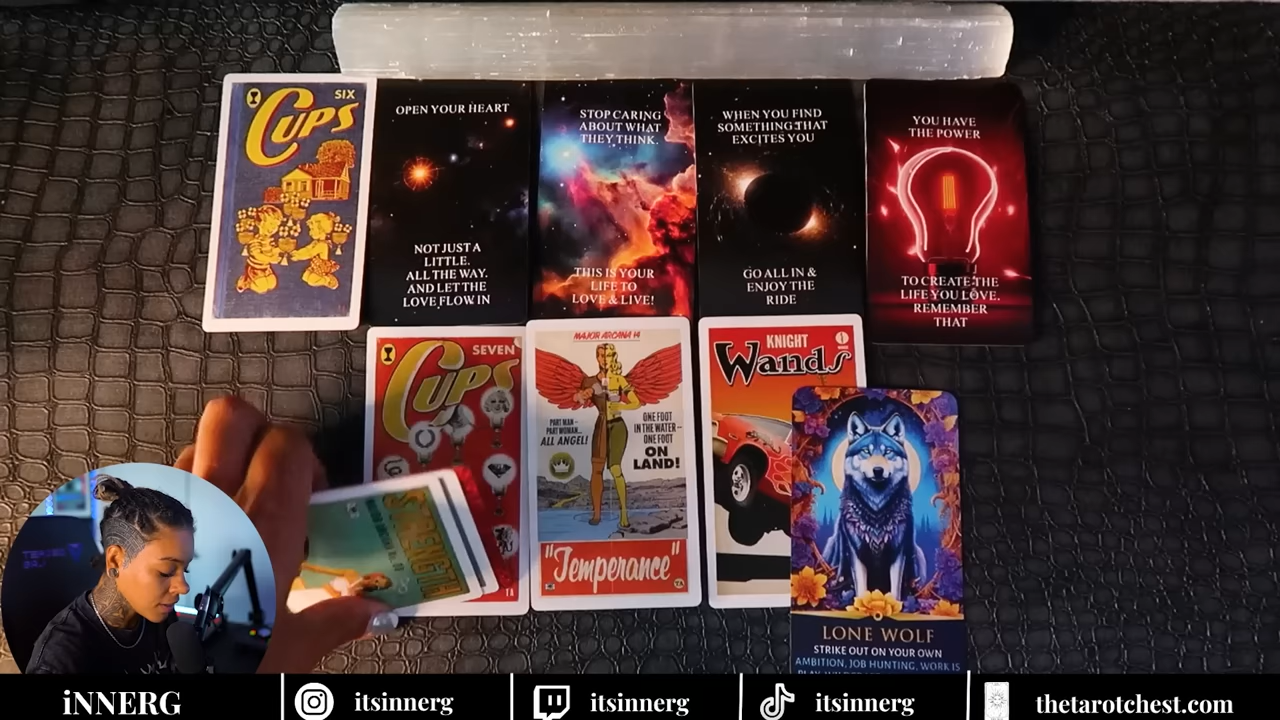 SIX
CUPS
OPEN YOUR HEART
NOT JUST A
LITTLE.
ALL THE WAY.
AND LET THE
LOVE FLOW IN
STOP CARING
ABOUT WHAT
THEY THINK.
THIS IS YOUR
LIFE TO
LOVE & LIVE!
WHEN YOU FIND
SOMETHING THAT
EXCITES YOU
GO ALL IN &
ENJOY THE
RIDE
YOU HAVE
THE POWER
TO CREATE THE
LIFE YOU LOVE.
REMEMBER
THAT
SEVEN
CUPS
TA
STRENGTH
MAJOR ARCANA 14
PART MAN –
PART WOMAN...
ALL ANGEL!
ONE FOOT
IN THE WATER –
ONE FOOT
ON
LAND!
"Temperance"
TA
KNIGHT
Wands
LONE WOLF
STRIKE OUT ON YOUR OWN
AMBITION, JOB HUNTING, WORK IS
iNNERG
itsinnerg
itsinnerg
itsinnerg
thetarotchest.com